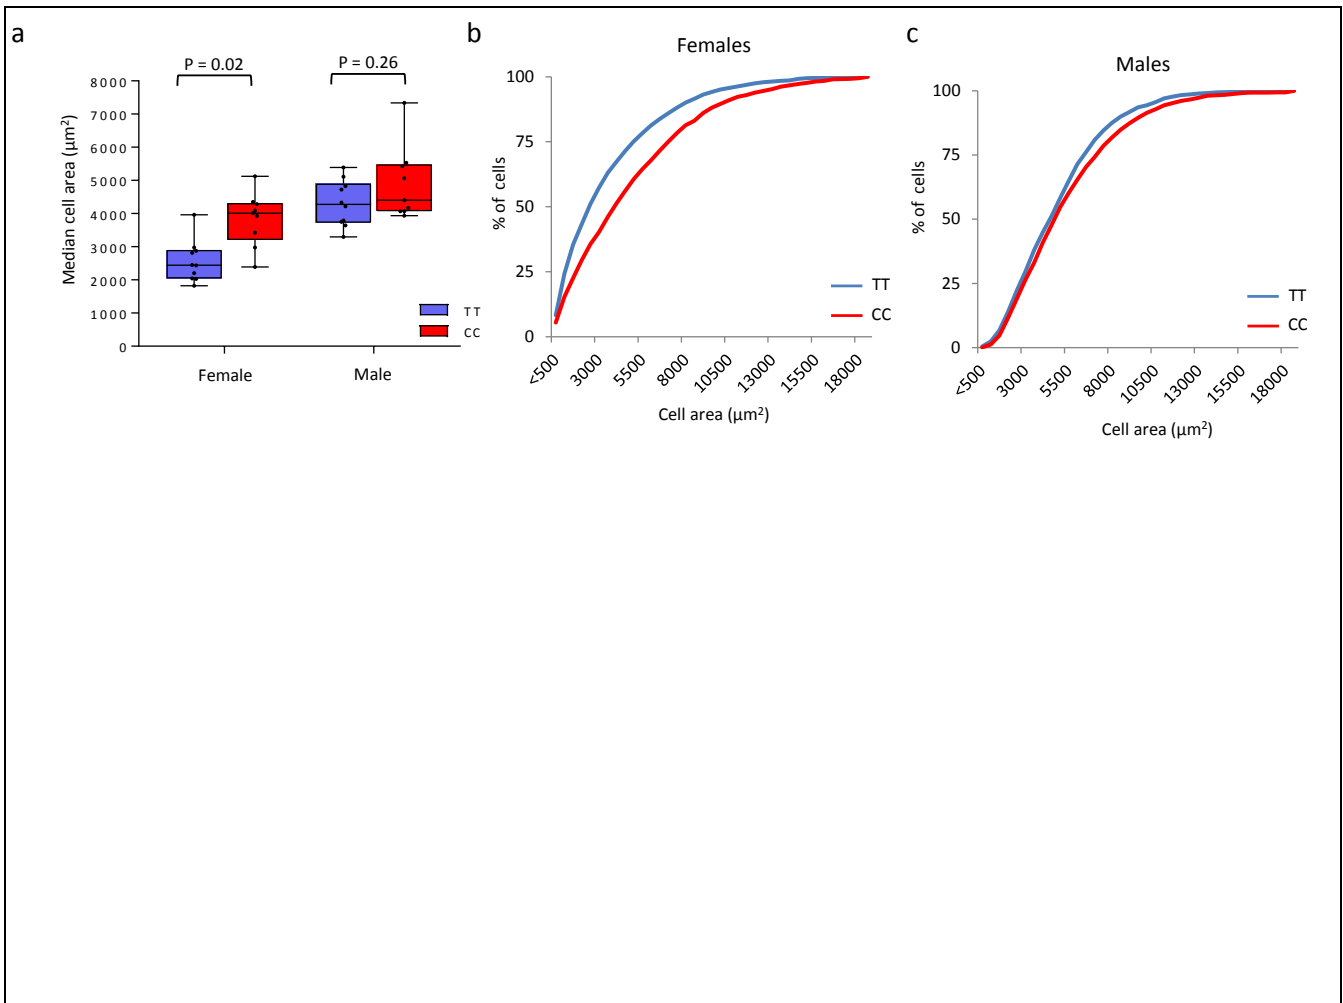 a
P = 0.02
P = 0.26
Median cell area (µm²)
8000
7000
6000
5000
4000
3000
2000
1000
0
TT
CC
Female
Male
b
Females
% of cells
100
75
50
25
0
TT
CC
<500
3000
5500
8000
10500
13000
15500
18000
Cell area (µm²)
c
Males
% of cells
100
75
50
25
0
TT
CC
<500
3000
5500
8000
10500
13000
15500
18000
Cell area (µm²)